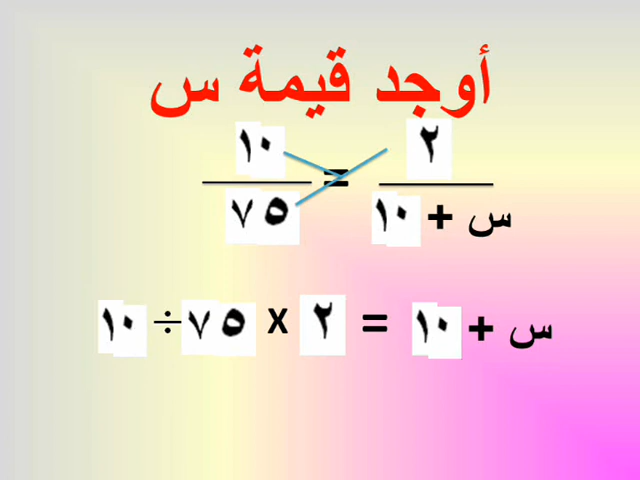 أوجد قيمة س
٢ = ١٠
س + ١٠ ٧٥
س + ١٠ = ٢ x ٧٥ ÷ ١٠